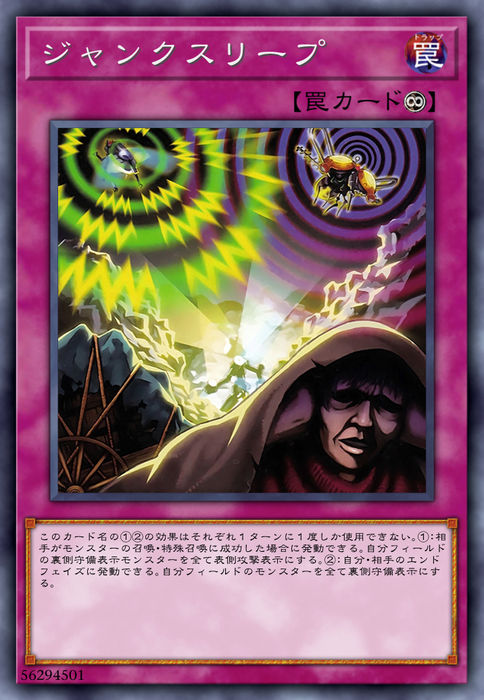 ジャンクスリープ
トラップ
罠
【罠カード】
このカード名の①②の効果はそれぞれ１ターンに１度しか使用できない。①:相
手がモンスターの召喚・特殊召喚に成功した場合に発動できる。自分フィールド
の裏側守備表示モンスターを全て表側攻撃表示にする。②:自分・相手のエンド
フェイズに発動できる。自分フィールドのモンスターを全て裏側守備表示にす
る。
56294501